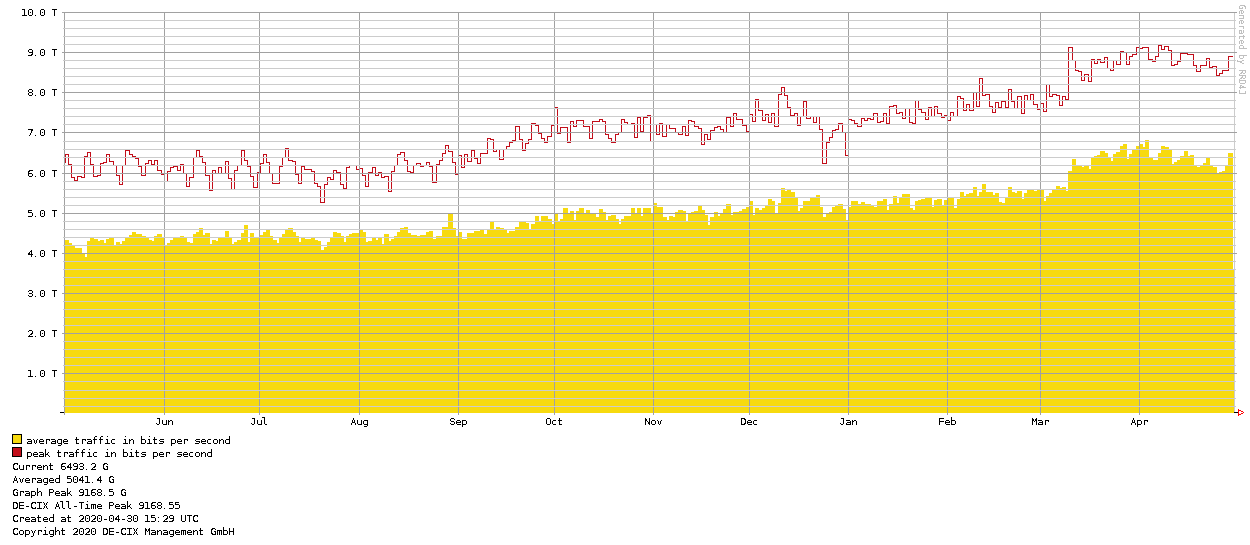 10.0 T
9.0 T
8.0 T
7.0 T
6.0 T
5.0 T
4.0 T
3.0 T
2.0 T
1.0 T
Jun Jul Aug Sep Oct Nov Dec Jan Feb Mar Apr
Generated by RRD4J
average traffic in bits per second
peak traffic in bits per second
Current 6493.2 G
Averaged 5041.4 G
Graph Peak 9168.5 G
DE-CIX All-Time Peak 9168.55
Created at 2020-04-30 15:29 UTC
Copyright 2020 DE-CIX Management GmbH